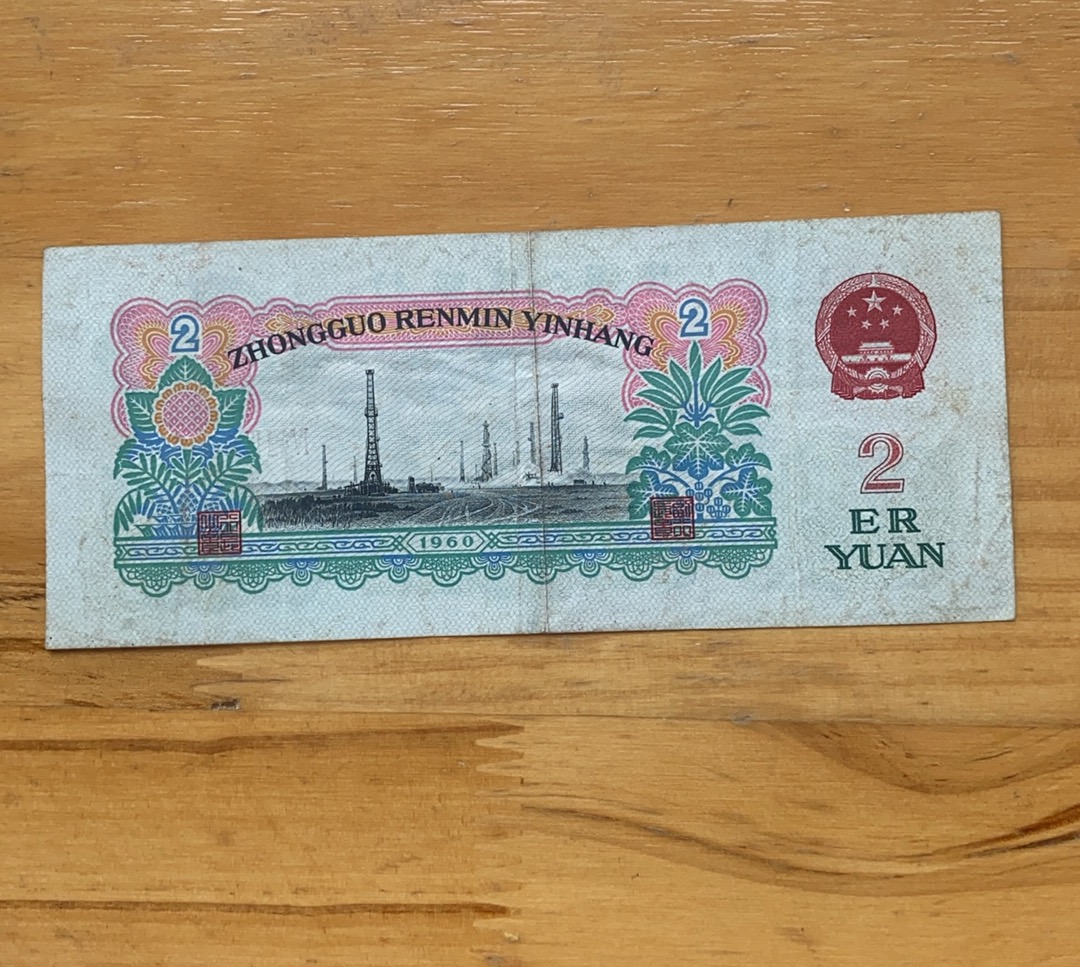 2
ZHONGGUO RENMIN YINHANG
2
1960
2
ER
YUAN